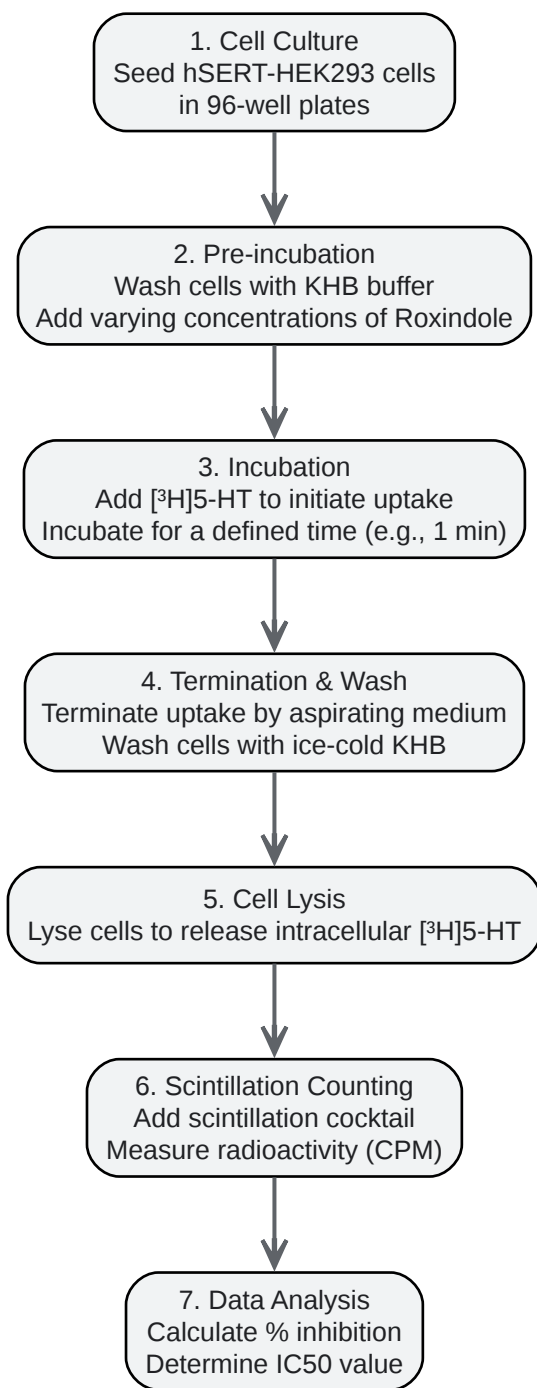 1. Cell Culture
Seed hSERT-HEK293 cells
in 96-well plates
2. Pre-incubation
Wash cells with KHB buffer
Add varying concentrations of Roxindole
3. Incubation
Add [³H]5-HT to initiate uptake
Incubate for a defined time (e.g., 1 min)
4. Termination & Wash
Terminate uptake by aspirating medium
Wash cells with ice-cold KHB
5. Cell Lysis
Lyse cells to release intracellular [³H]5-HT
6. Scintillation Counting
Add scintillation cocktail
Measure radioactivity (CPM)
7. Data Analysis
Calculate % inhibition
Determine IC50 value